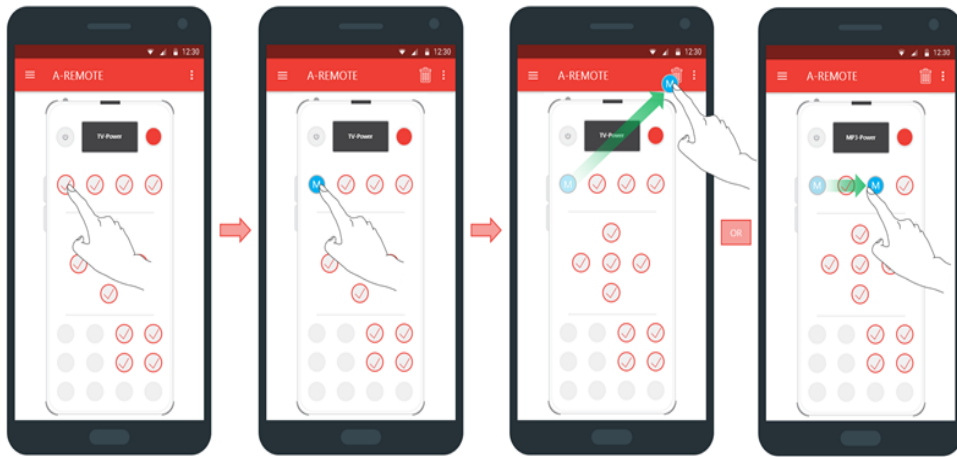 12:30
A-REMOTE
TV-Power
12:30
A-REMOTE
TV-Power
M
12:30
A-REMOTE
M
TV-Power
M
OR
12:30
A-REMOTE
MP3-Power
M
M